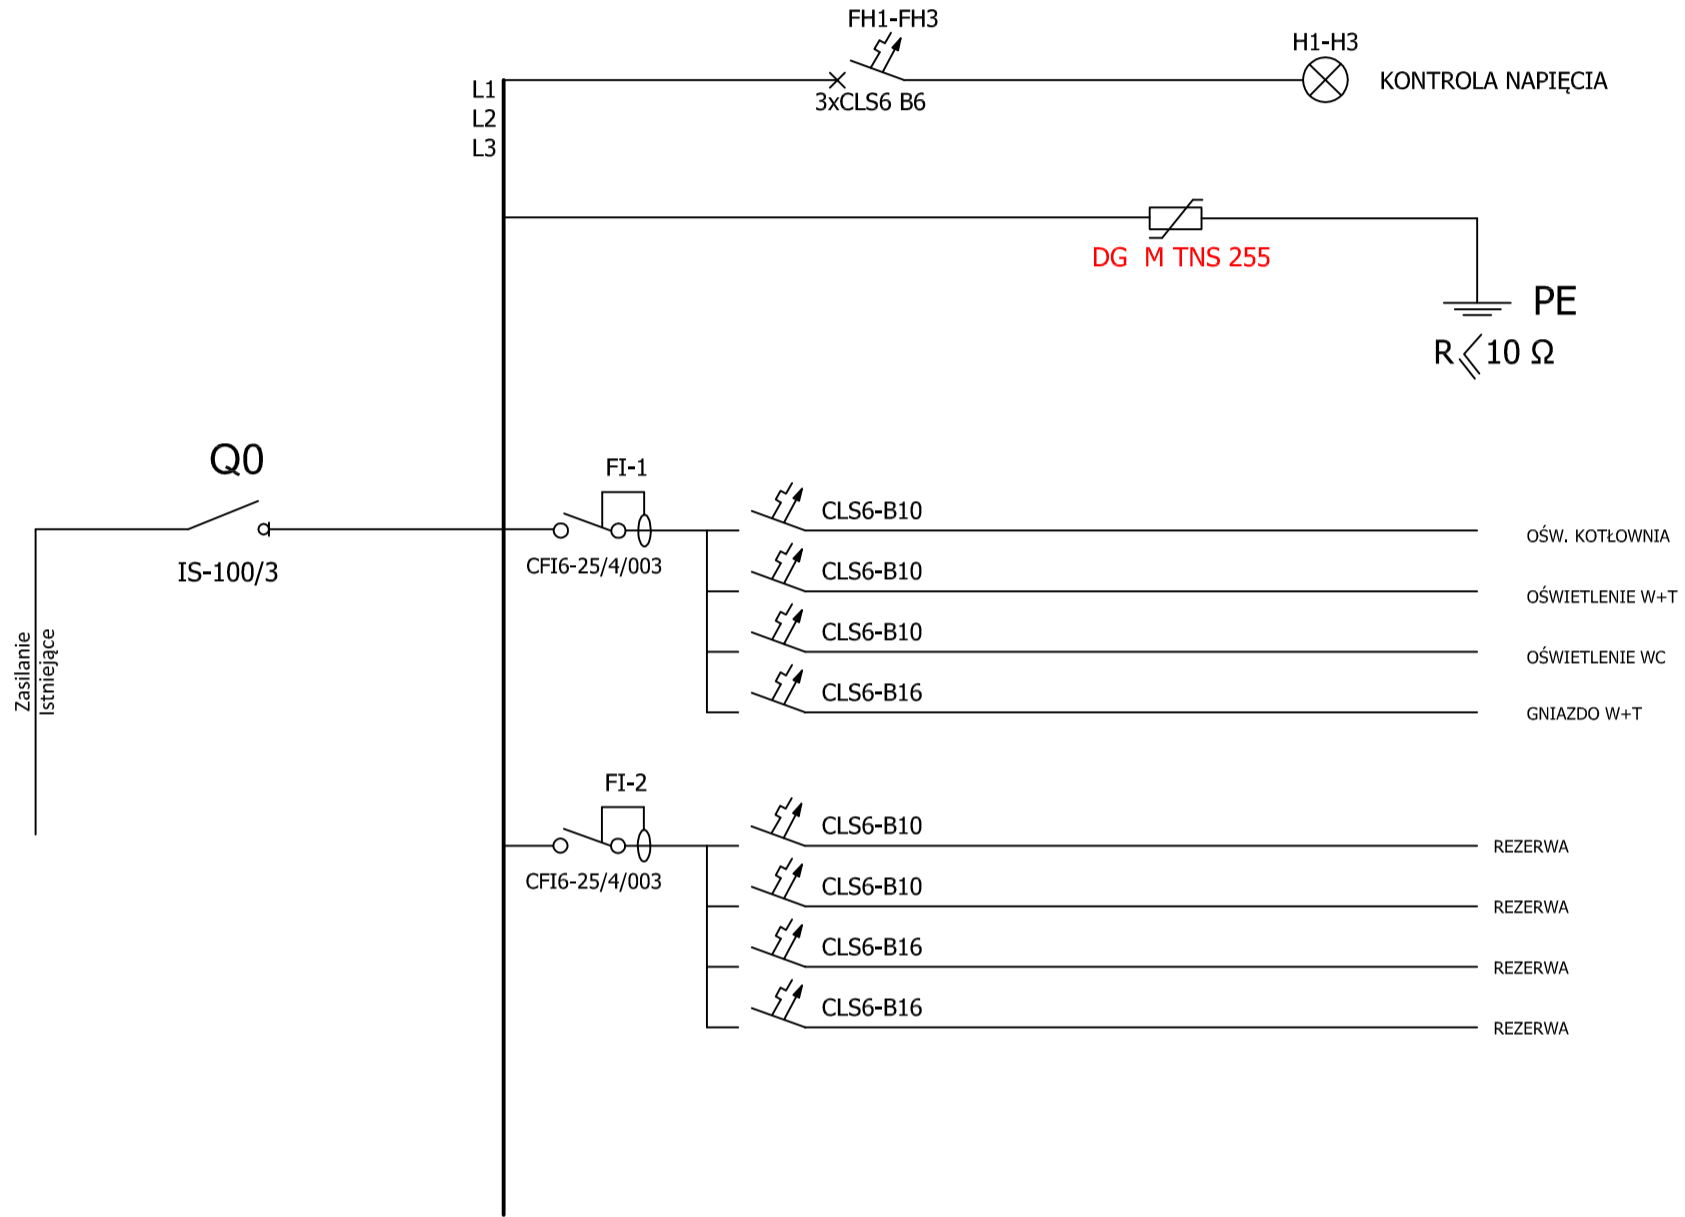 FH1-FH3
H1-H3
KONTROLA NAPIĘCIA
L1
L2
L3
3xCLS6 B6
DG M TNS 255
PE
R ⩽ 10 Ω
Q0
IS-100/3
Zasilanie
Istniejące
FI-1
CFI6-25/4/003
CLS6-B10
OŚW. KOTŁOWNIA
CLS6-B10
OŚWIETLENIE W+T
CLS6-B10
OŚWIETLENIE WC
CLS6-B16
GNIAZDO W+T
FI-2
CFI6-25/4/003
CLS6-B10
REZERWA
CLS6-B10
REZERWA
CLS6-B16
REZERWA
CLS6-B16
REZERWA